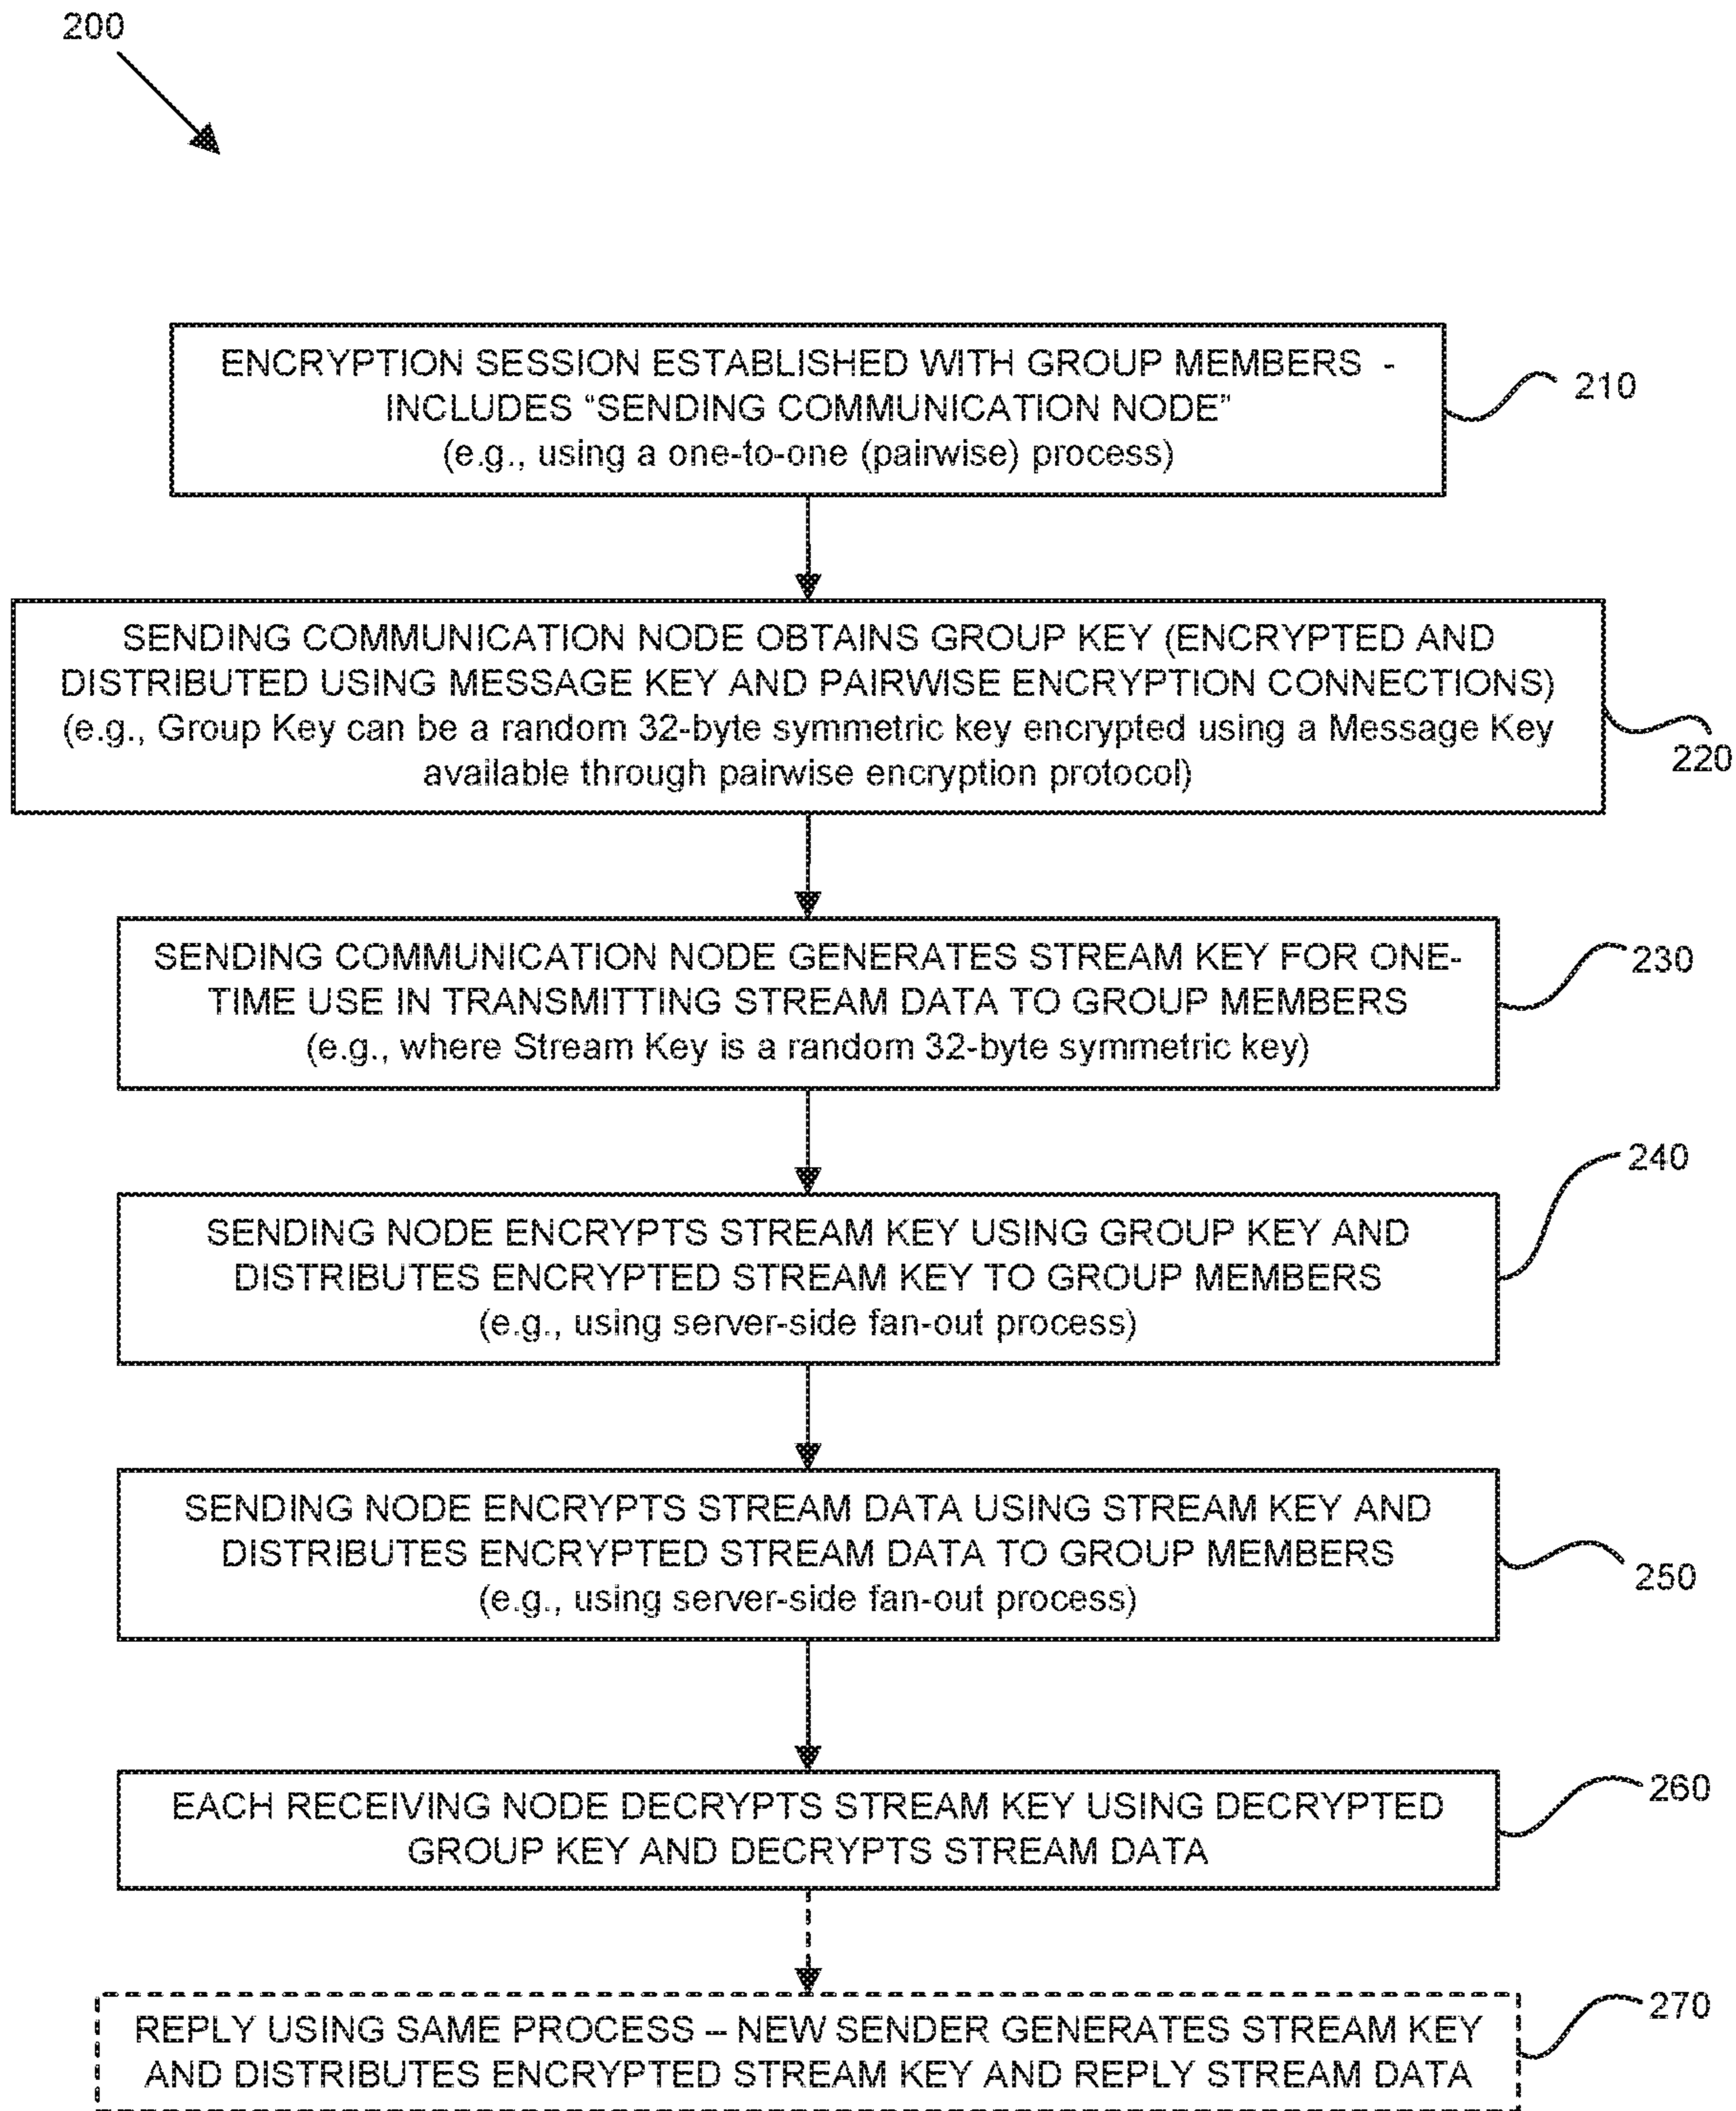 200
ENCRYPTION SESSION ESTABLISHED WITH GROUP MEMBERS -
INCLUDES “SENDING COMMUNICATION NODE”
(e.g., using a one-to-one (pairwise) process)
210
SENDING COMMUNICATION NODE OBTAINS GROUP KEY (ENCRYPTED AND
DISTRIBUTED USING MESSAGE KEY AND PAIRWISE ENCRYPTION CONNECTIONS)
(e.g., Group Key can be a random 32-byte symmetric key encrypted using a Message Key
available through pairwise encryption protocol)
220
SENDING COMMUNICATION NODE GENERATES STREAM KEY FOR ONE-
TIME USE IN TRANSMITTING STREAM DATA TO GROUP MEMBERS
(e.g., where Stream Key is a random 32-byte symmetric key)
230
SENDING NODE ENCRYPTS STREAM KEY USING GROUP KEY AND
DISTRIBUTES ENCRYPTED STREAM KEY TO GROUP MEMBERS
(e.g., using server-side fan-out process)
240
SENDING NODE ENCRYPTS STREAM DATA USING STREAM KEY AND
DISTRIBUTES ENCRYPTED STREAM DATA TO GROUP MEMBERS
(e.g., using server-side fan-out process)
250
EACH RECEIVING NODE DECRYPTS STREAM KEY USING DECRYPTED
GROUP KEY AND DECRYPTS STREAM DATA
260
REPLY USING SAME PROCESS – NEW SENDER GENERATES STREAM KEY
AND DISTRIBUTES ENCRYPTED STREAM KEY AND REPLY STREAM DATA
270